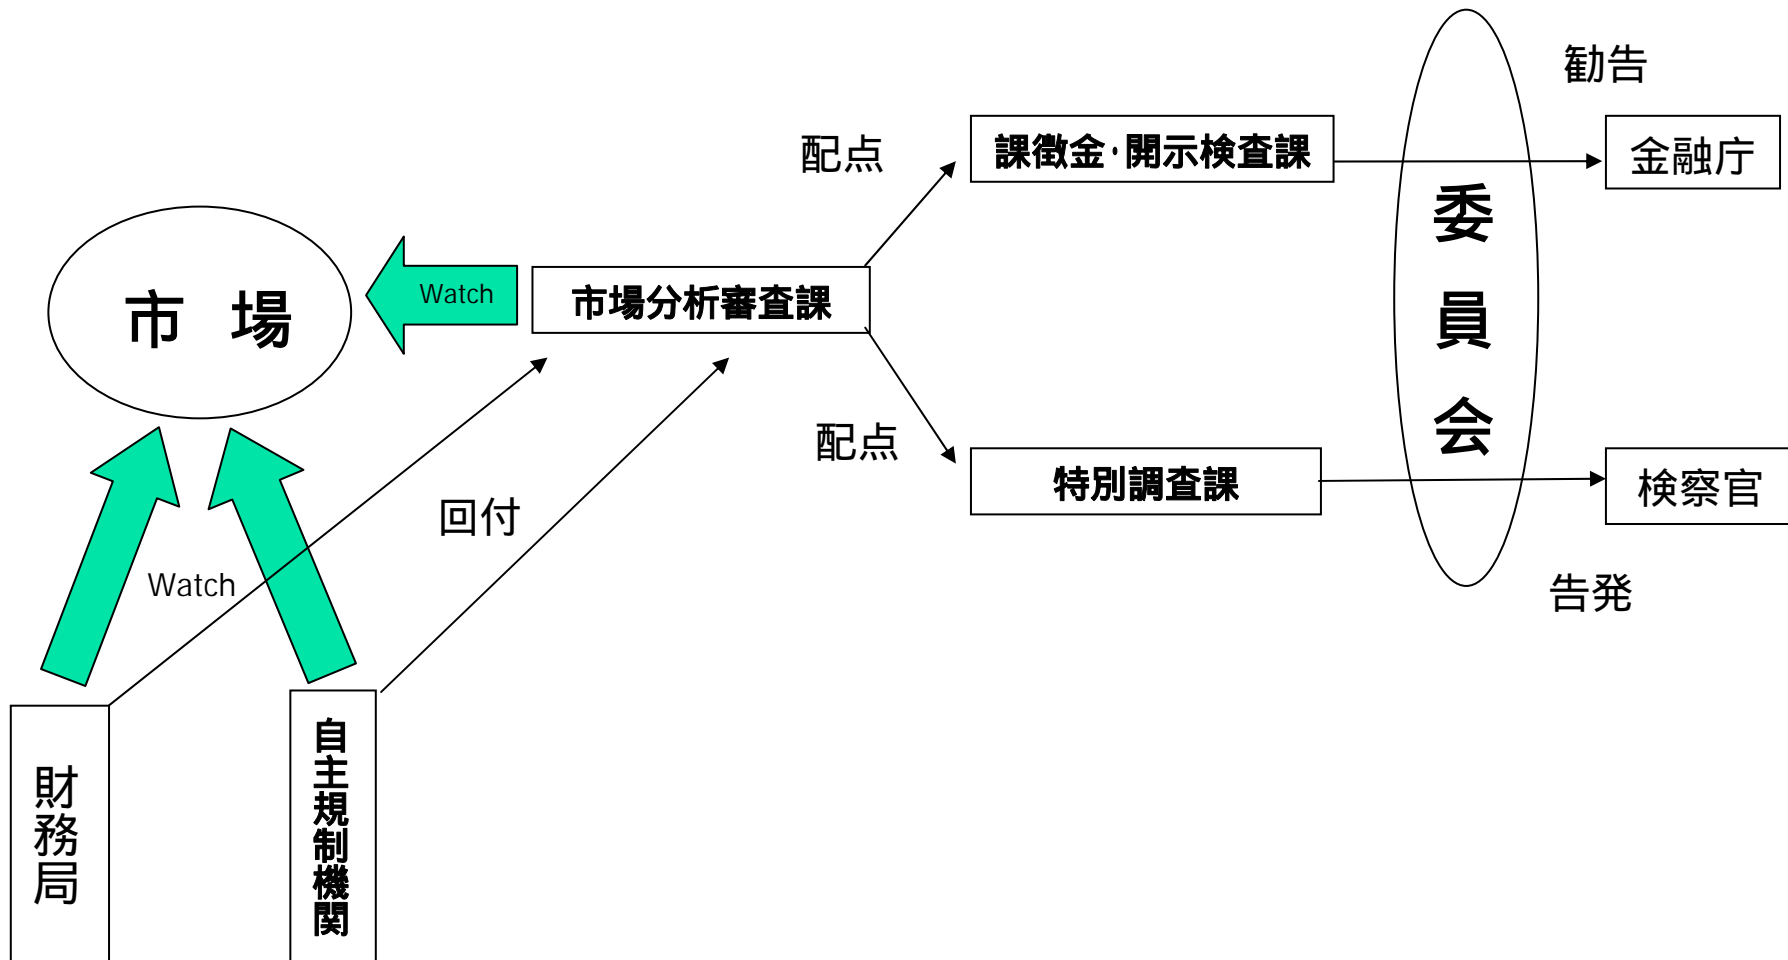 勧告
配点
課徴金・開示検査課
金融庁
委員会
市 場
Watch
市場分析審査課
配点
特別調査課
検察官
回付
Watch
告発
財務局
自主規制機関